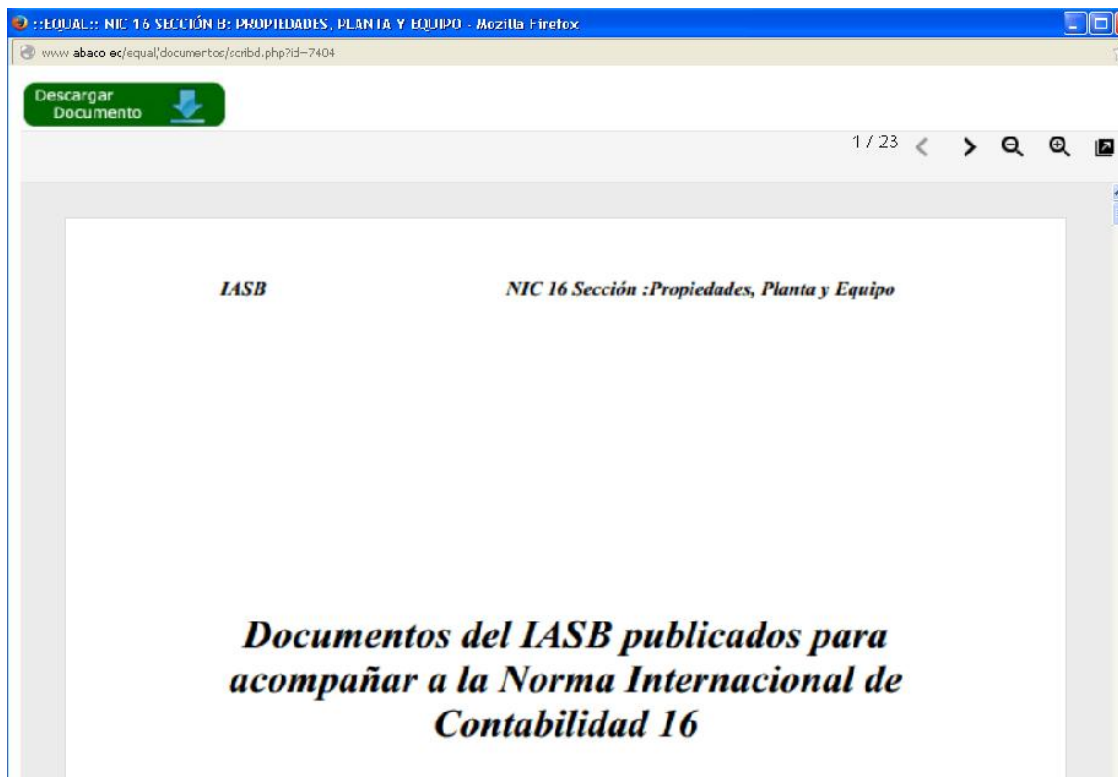 ::EQUAL:: NIC 16 SECCIÓN B: PROPIEDADES, PLANTA Y EQUIPO - Mozilla Firefox
www.abaco.ec/equal/documentos/scribd.php?id=7404
Descargar
Documento
1 / 23
IASB NIC 16 Sección :Propiedades, Planta y Equipo
Documentos del IASB publicados para
acompañar a la Norma Internacional de
Contabilidad 16